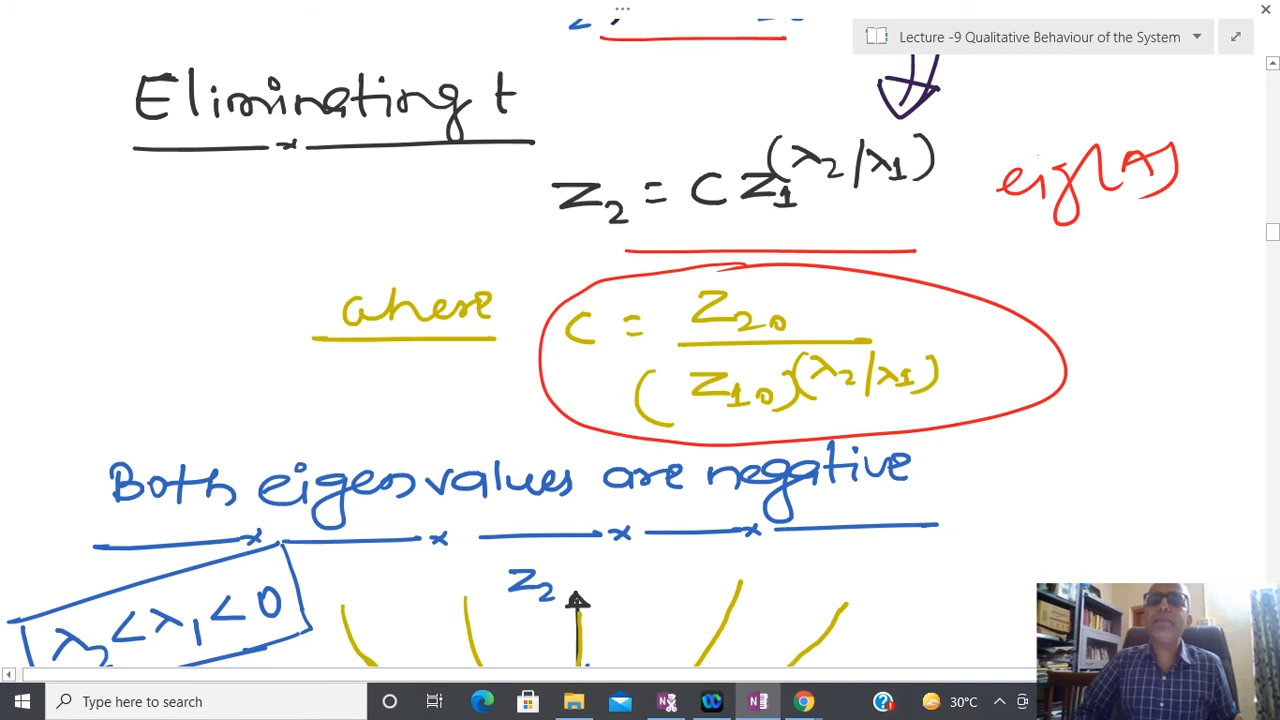 Lecture -9 Qualitative Behaviour of the System
Eliminating t
Z₂ = C Z₁^(λ₂/λ₁)
eig(A)
where
C = Z₂₀ / (Z₁₀)^(λ₂/λ₁)
Both eigenvalues are negative
λ₂ < λ₁ < 0
Z₂
Type here to search
30°C